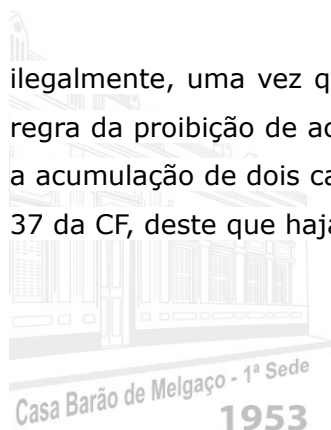 ilegalmente, uma vez q
regra da proibição de ac
a acumulação de dois ca
37 da CF, deste que haja
Casa Barão de Melgaço - 1ª Sede
1953